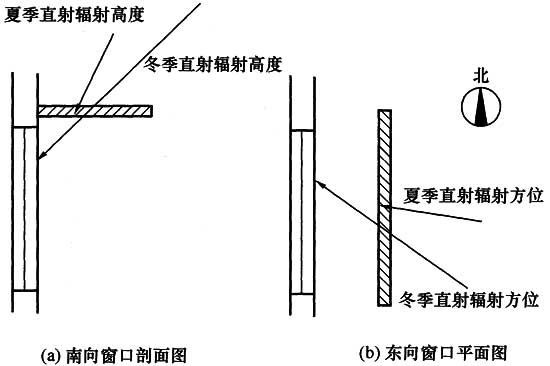 夏季直射辐射高度
冬季直射辐射高度
北
夏季直射辐射方位
冬季直射辐射方位
(a) 南向窗口剖面图
(b) 东向窗口平面图